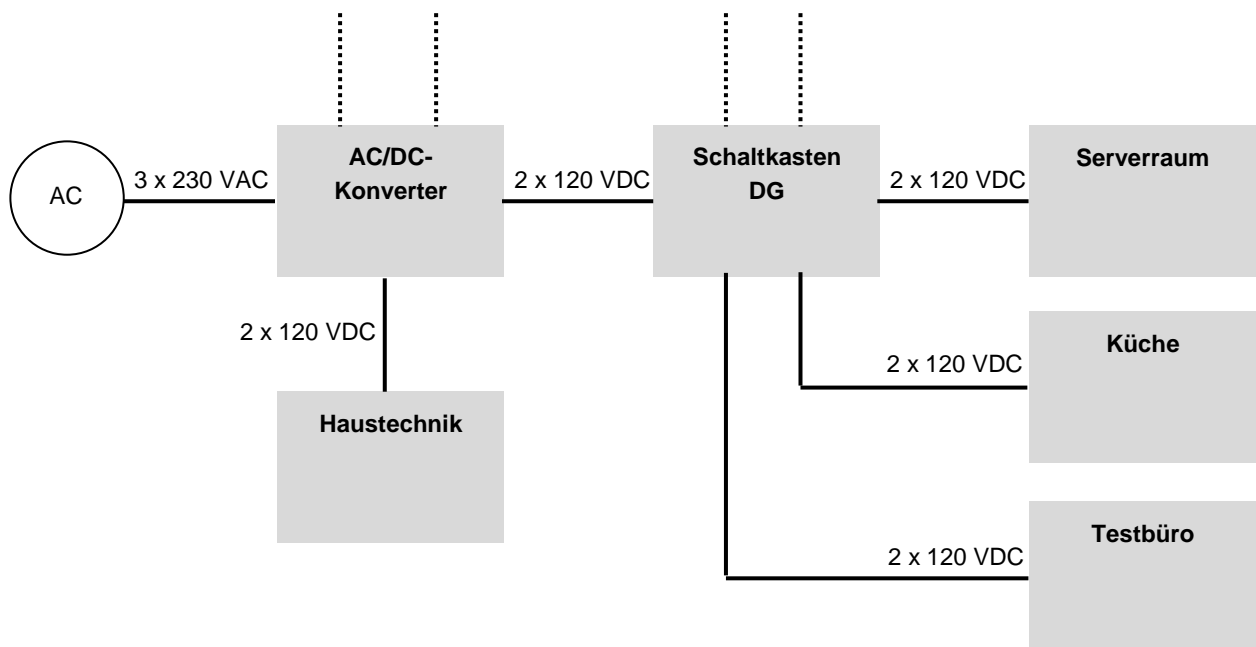 AC
3 x 230 VAC
AC/DC-
Konverter
2 x 120 VDC
Schaltkasten
DG
2 x 120 VDC
Serverraum
2 x 120 VDC
Haustechnik
2 x 120 VDC
Küche
2 x 120 VDC
Testbüro